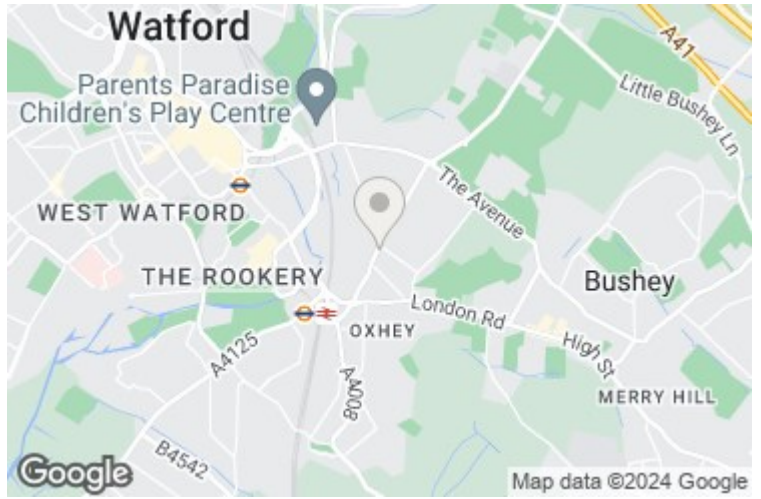 Watford
A41
Parents Paradise
Children's Play Centre
Little Bushey Ln
The Avenue
WEST WATFORD
THE ROOKERY
Bushey
London Rd
OXHEY
High St
A4125
A4008
MERRY HILL
B4542
Google
Map data ©2024 Google